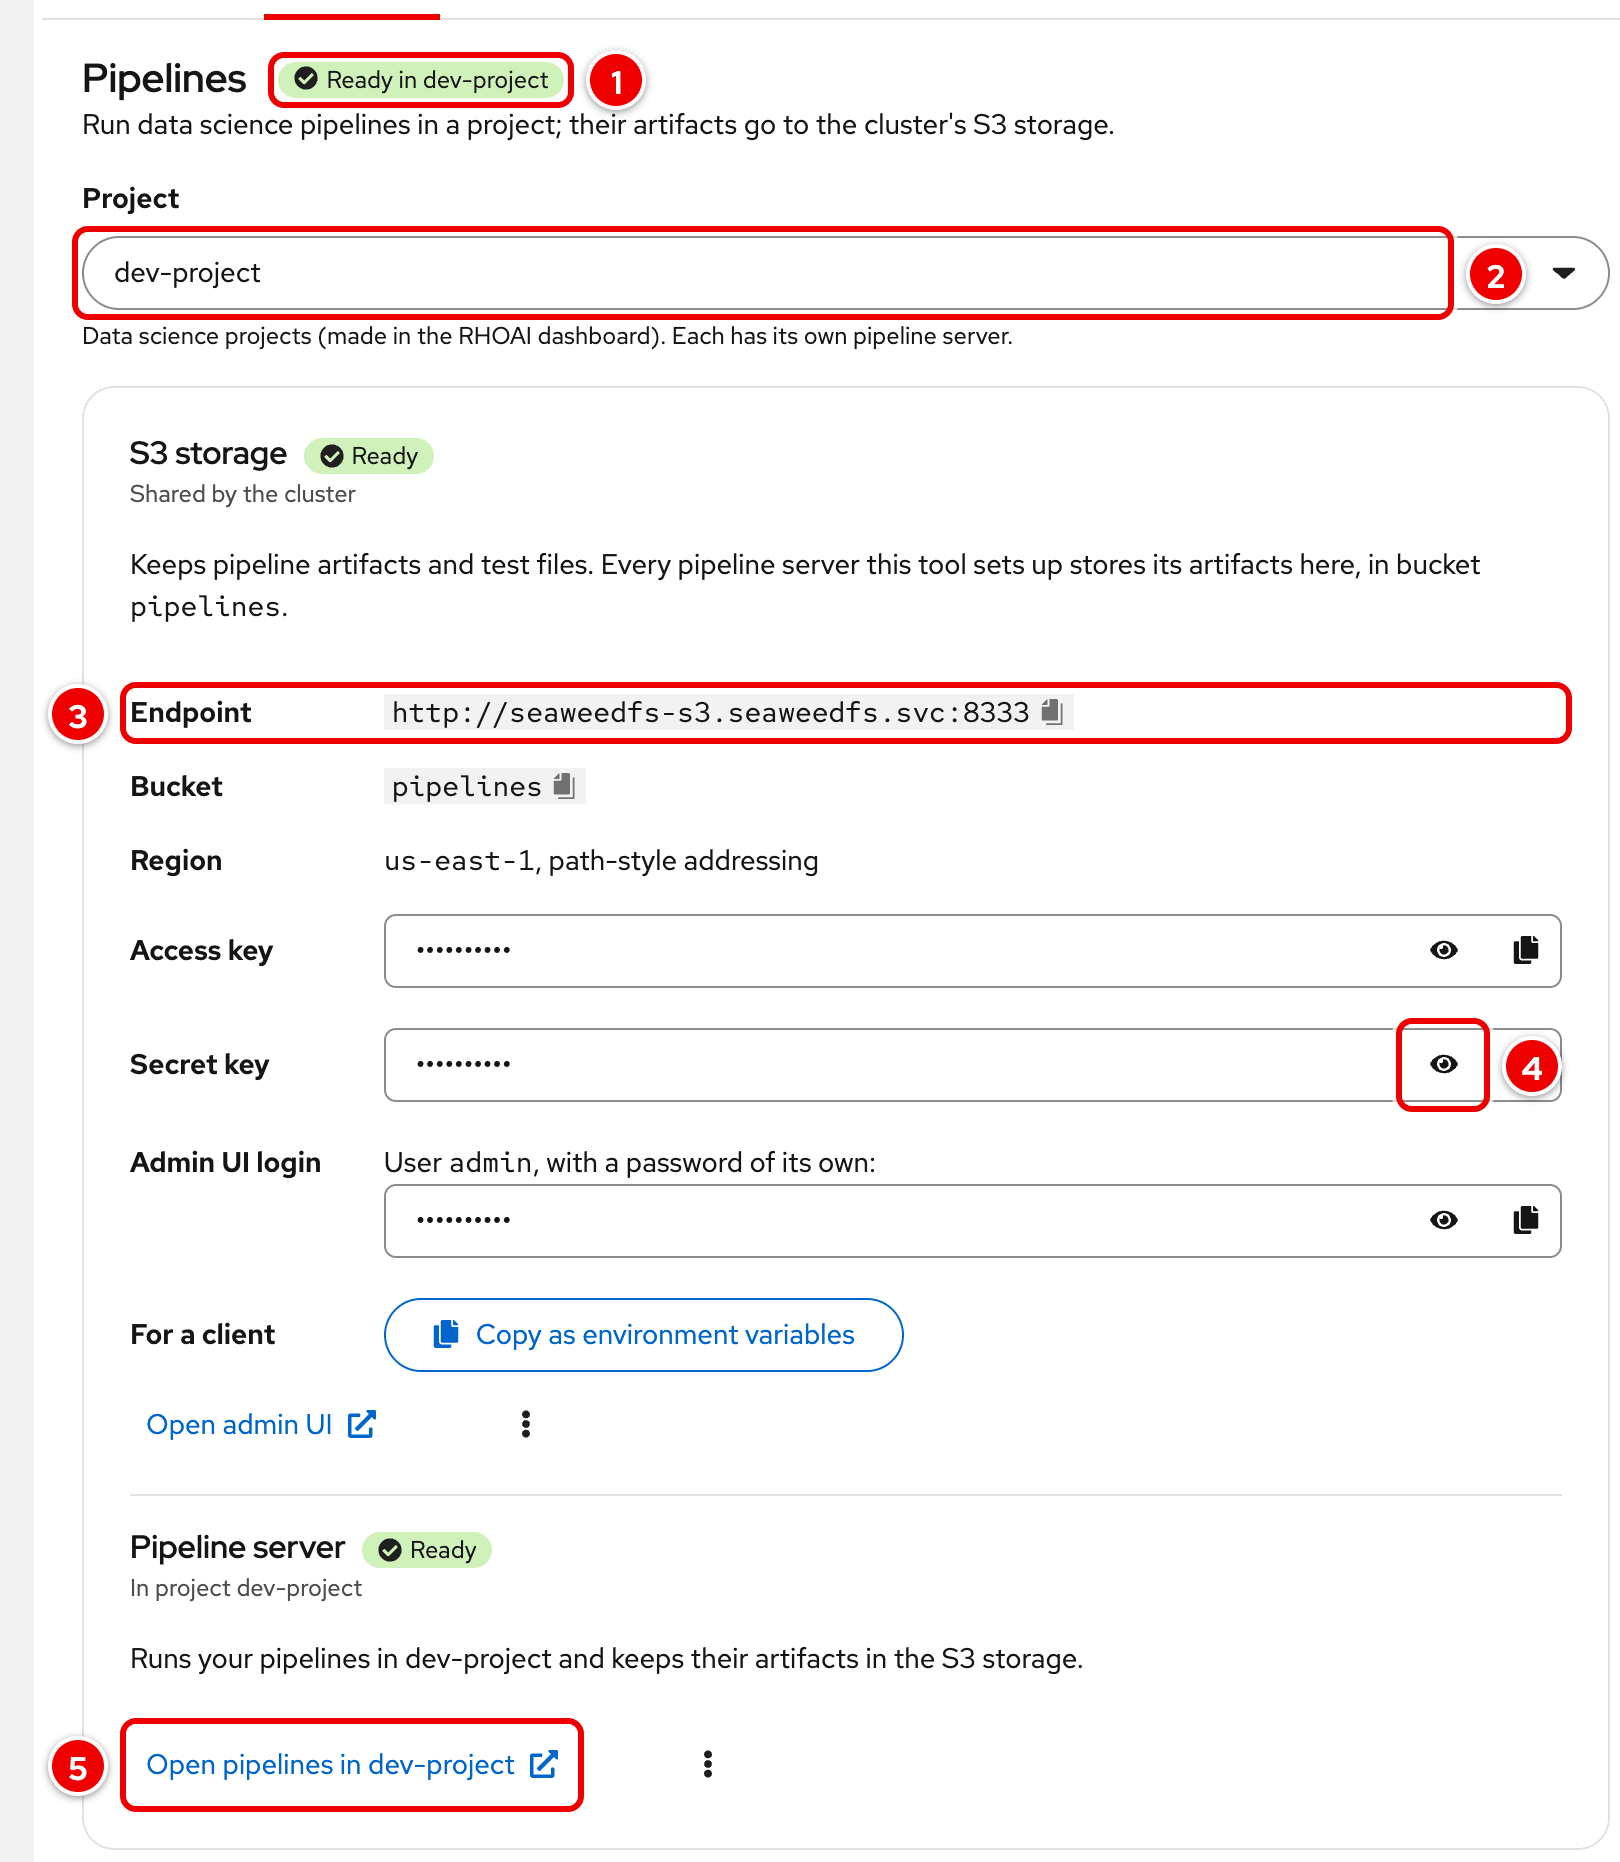 Pipelines
Ready in dev-project
1
Run data science pipelines in a project; their artifacts go to the cluster's S3 storage.
Project
dev-project
2
Data science projects (made in the RHOAI dashboard). Each has its own pipeline server.
S3 storage
Ready
Shared by the cluster
Keeps pipeline artifacts and test files. Every pipeline server this tool sets up stores its artifacts here, in bucket
pipelines.
3
Endpoint
http://seaweedfs-s3.seaweedfs.svc:8333
Bucket
pipelines
Region
us-east-1, path-style addressing
Access key
••••••••••
Secret key
••••••••••
4
Admin UI login
User admin, with a password of its own:
••••••••••
For a client
Copy as environment variables
Open admin UI
Pipeline server
Ready
In project dev-project
Runs your pipelines in dev-project and keeps their artifacts in the S3 storage.
5
Open pipelines in dev-project